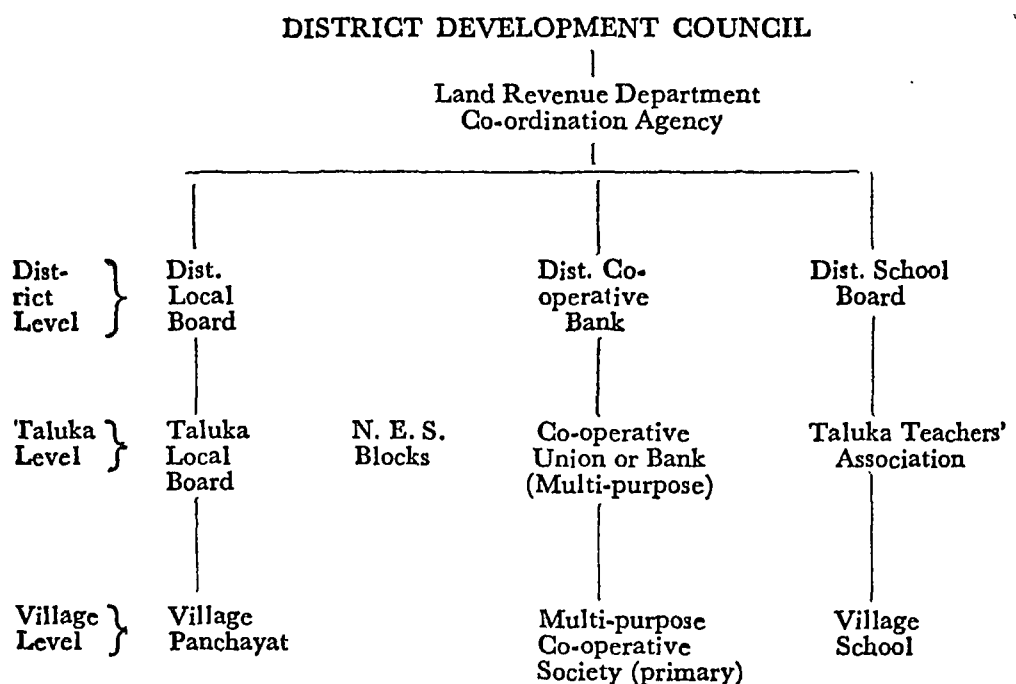 DISTRICT DEVELOPMENT COUNCIL
Land Revenue Department
Co-ordination Agency
Dist-
rict
Level
Dist.
Local
Board
Dist. Co-
operative
Bank
Dist. School
Board
Taluka
Level
Taluka
Local
Board
N. E. S.
Blocks
Co-operative
Union or Bank
(Multi-purpose)
Taluka Teachers'
Association
Village
Level
Village
Panchayat
Multi-purpose
Co-operative
Society (primary)
Village
School